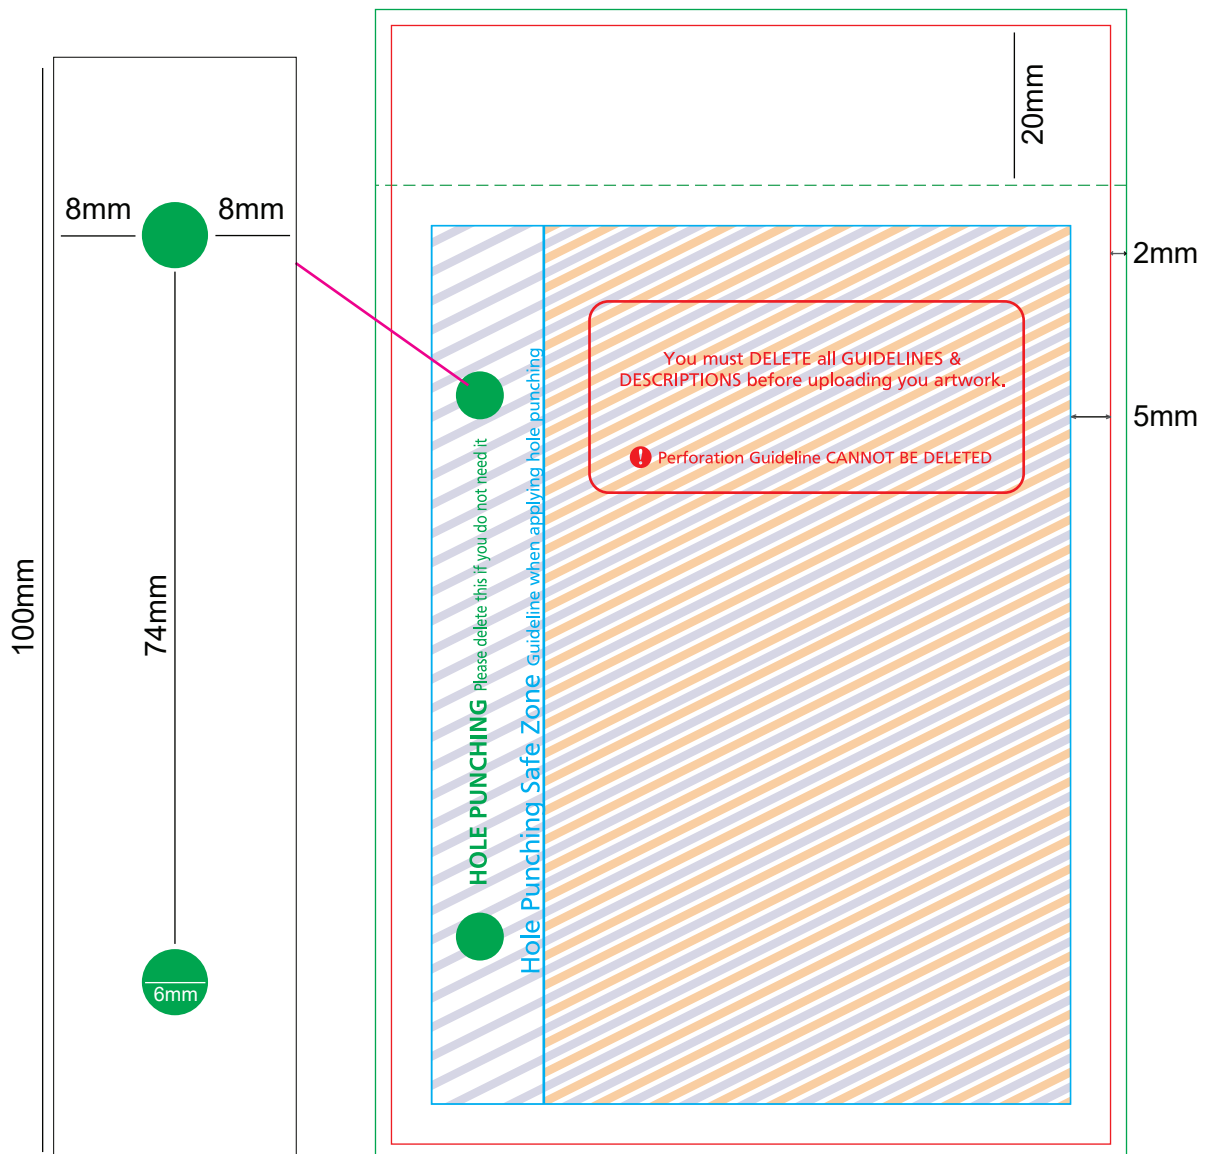 20mm
8mm
8mm
2mm
You must DELETE all GUIDELINES &
DESCRIPTIONS before uploading you artwork.
5mm
! Perforation Guideline CANNOT BE DELETED
HOLE PUNCHING Please delete this if you do not need it
Hole Punching Safe Zone Guideline when applying hole punching
100mm
74mm
6mm